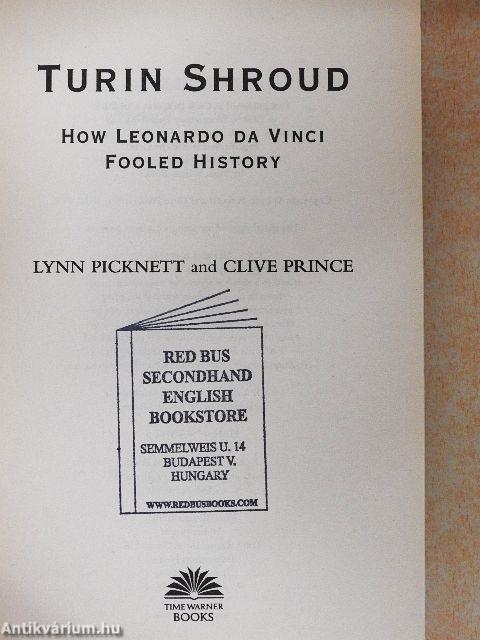 TURIN SHROUD
HOW LEONARDO DA VINCI
FOOLED HISTORY
LYNN PICKNETT and CLIVE PRINCE
RED BUS
SECONDHAND
ENGLISH
BOOKSTORE
SEMMELWEIS U. 14
BUDAPEST V.
HUNGARY
WWW.REDBUSBOOKS.COM
TIME WARNER
BOOKS
Antikvárium.hu